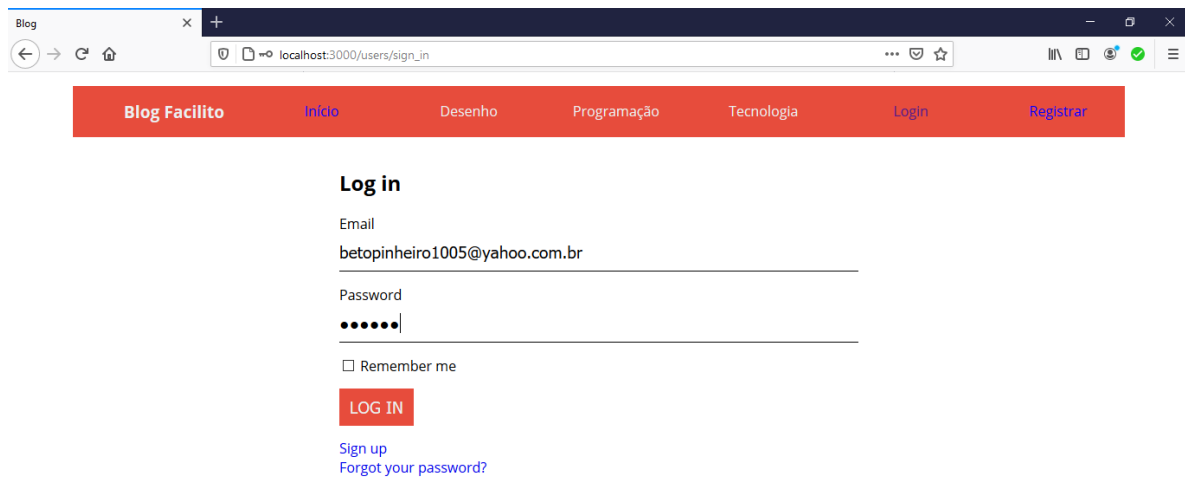 Blog
localhost:3000/users/sign_in
Blog Facilito Início Desenho Programação Tecnologia Login Registrar
Log in
Email
betopinheiro1005@yahoo.com.br
Password
••••••
Remember me
LOG IN
Sign up
Forgot your password?